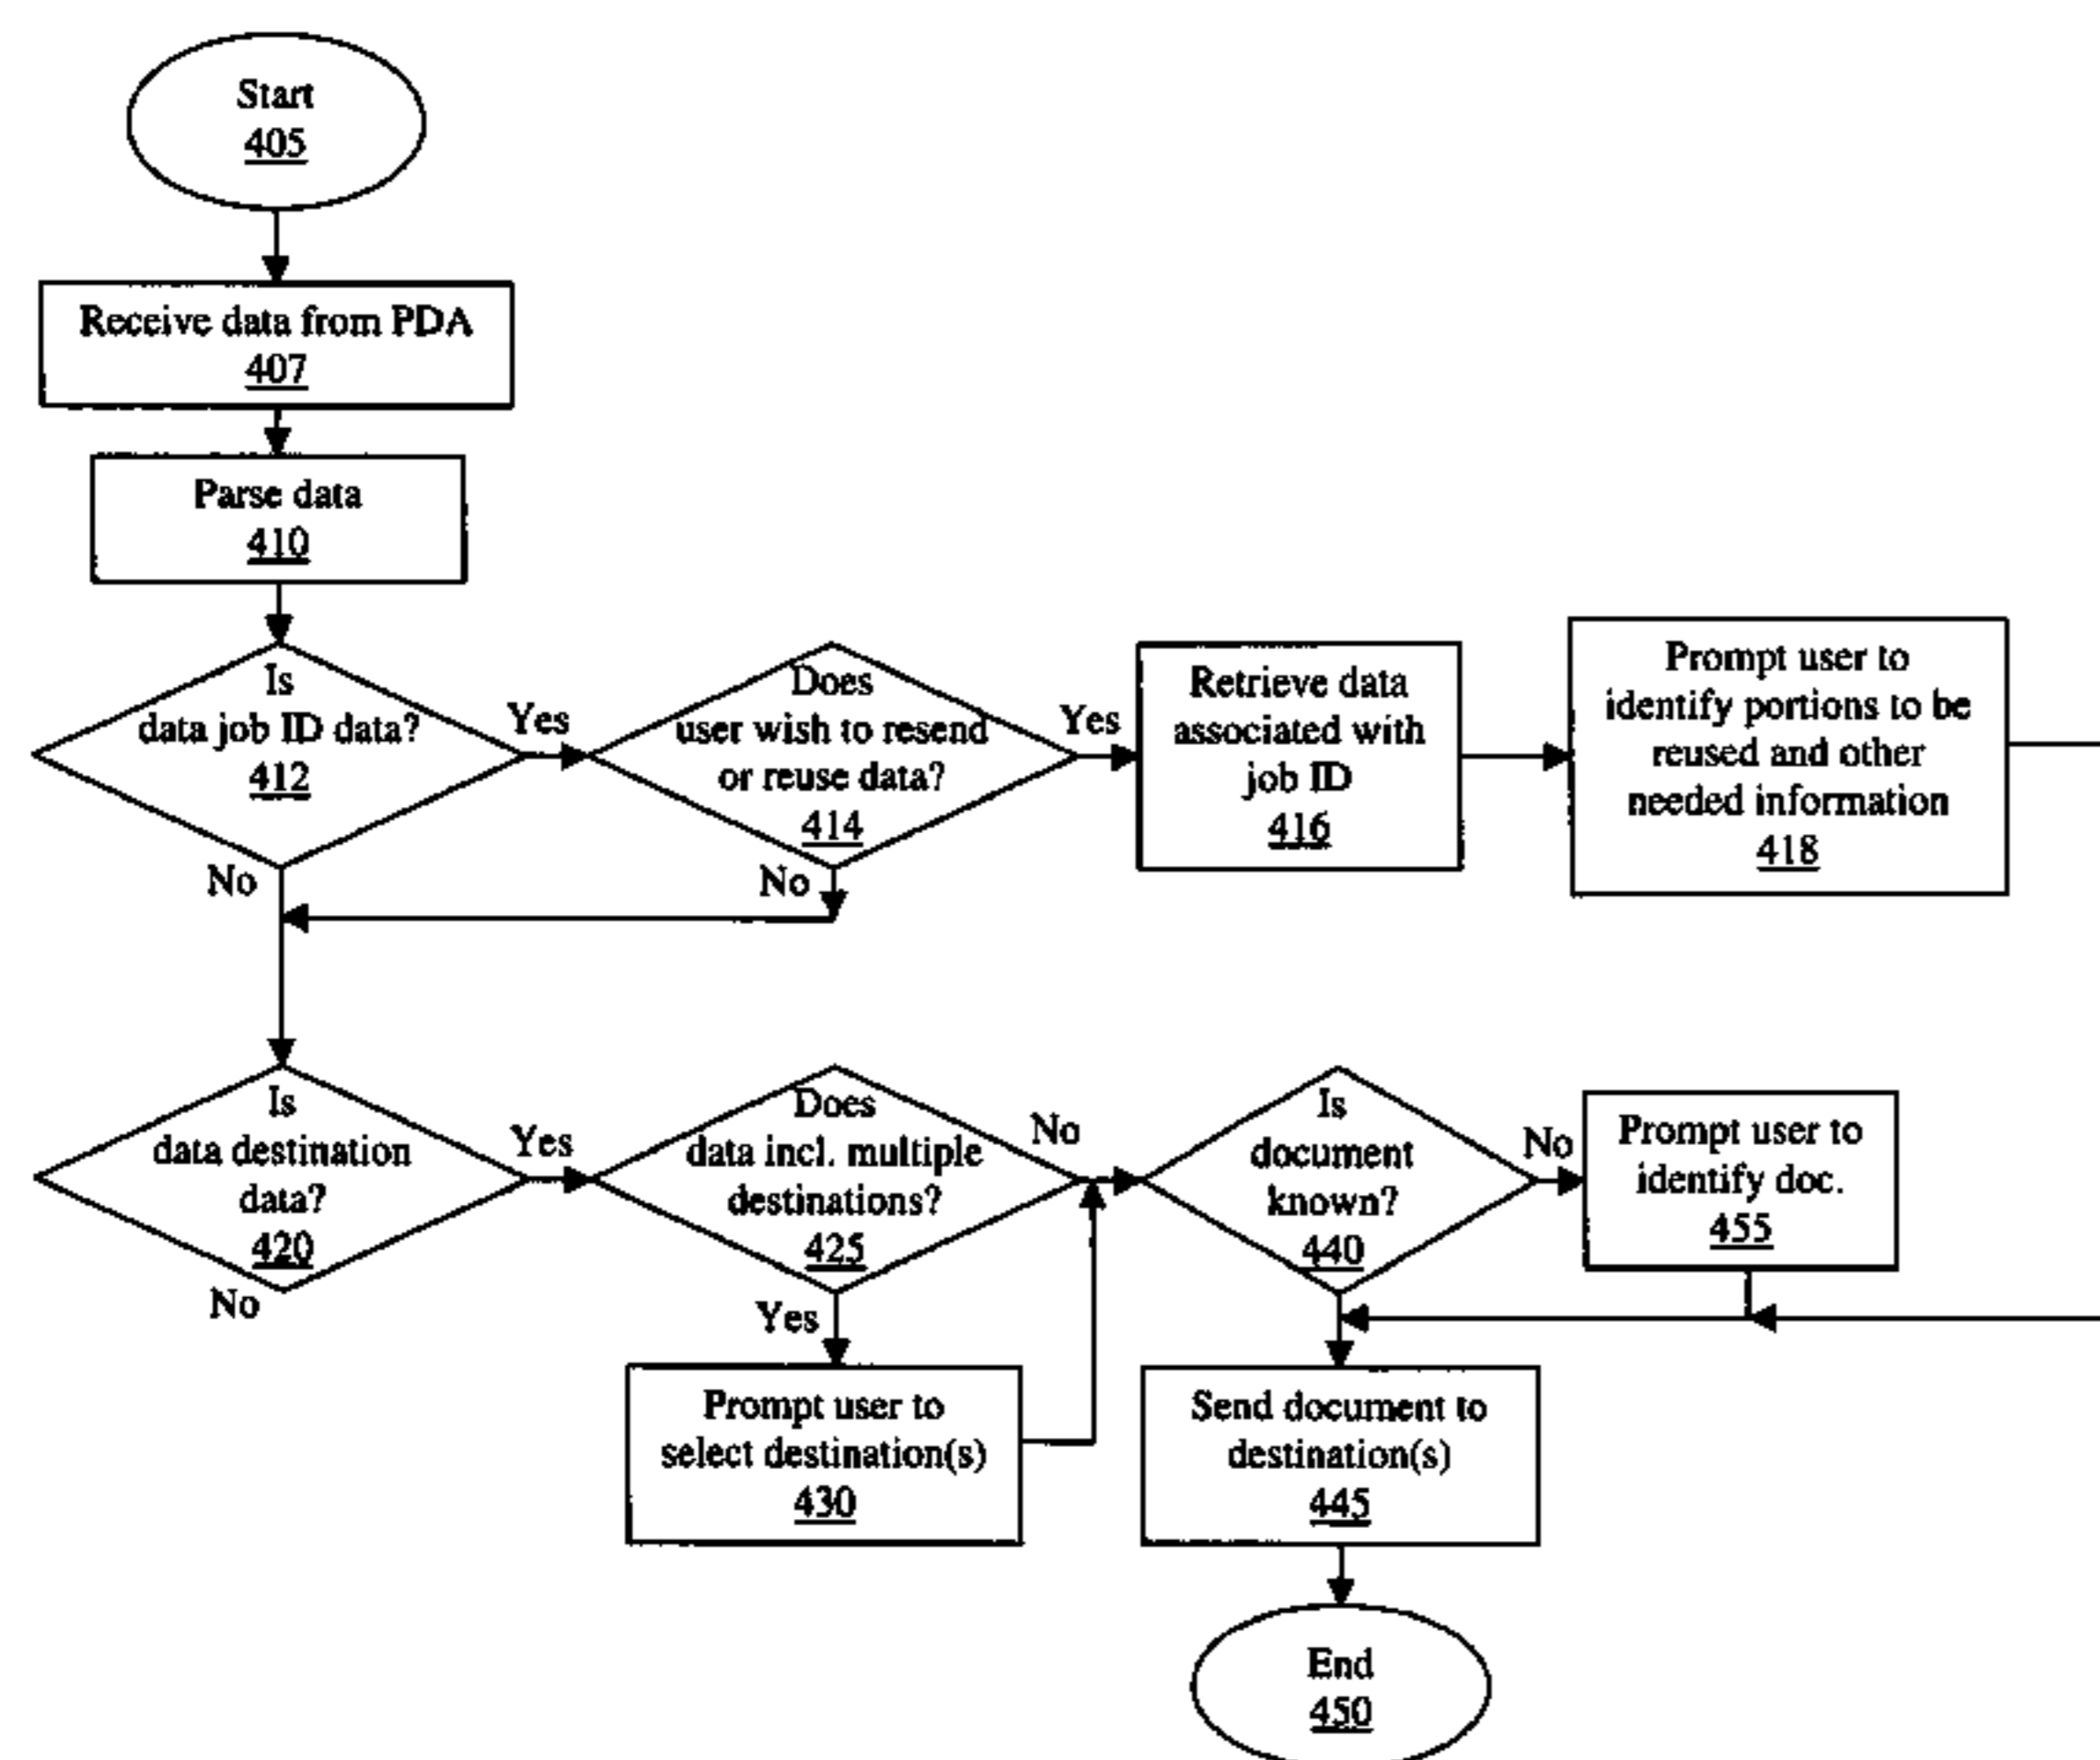 Start
405
Receive data from PDA
407
Parse data
410
Is
data job ID data?
412
Yes
No
Does
user wish to resend
or reuse data?
414
Yes
No
Retrieve data
associated with
job ID
416
Prompt user to
identify portions to be
reused and other
needed information
418
Is
data destination
data?
420
Yes
No
Does
data incl. multiple
destinations?
425
No
Yes
Is
document
known?
440
No
Prompt user to
identify doc.
455
Prompt user to
select destination(s)
430
Send document to
destination(s)
445
End
450